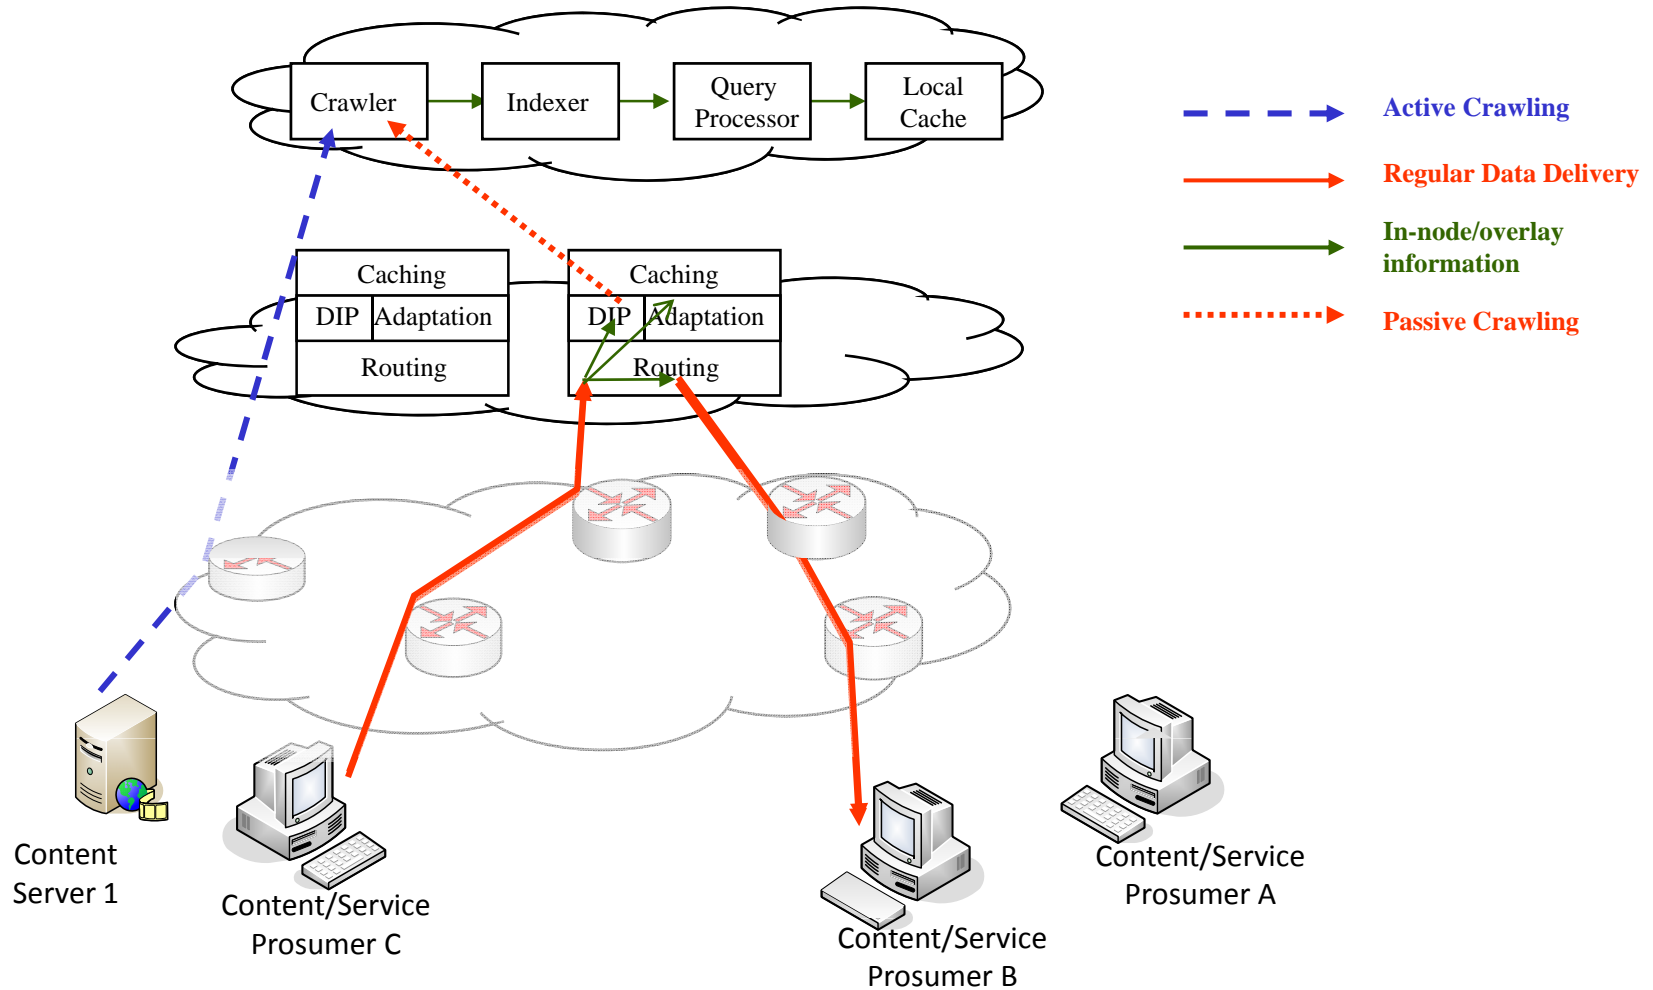 Crawler
Indexer
Query
Processor
Local
Cache
Active Crawling
Regular Data Delivery
In-node/overlay
information
Passive Crawling
Caching
DIP
Adaptation
Routing
Caching
DIP
Adaptation
Routing
Content
Server 1
Content/Service
Prosumer C
Content/Service
Prosumer B
Content/Service
Prosumer A